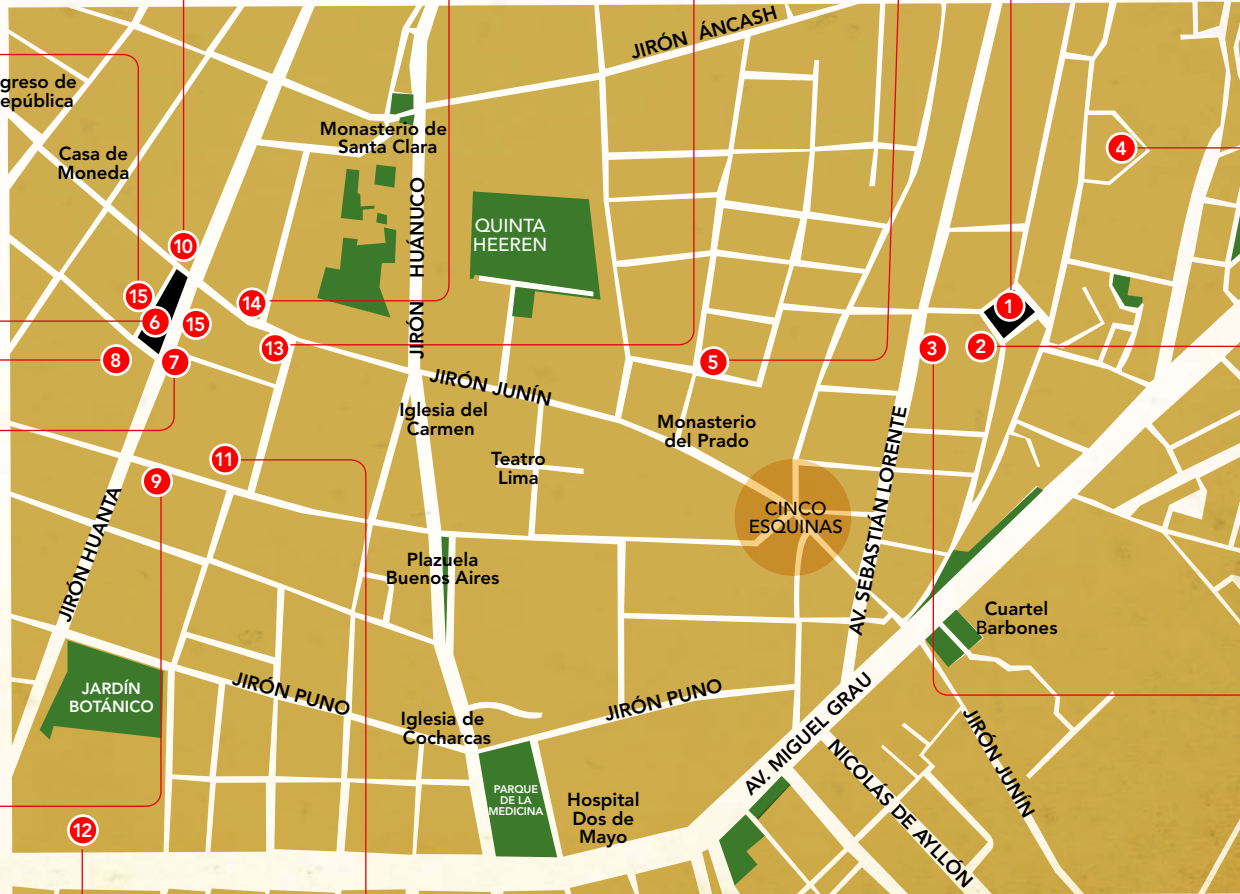 JIRÓN ÁNCASH
greso de
epública
Monasterio de
Santa Clara
Casa de
Moneda
4
JIRÓN HUÁNUCO
QUINTA
HEEREN
10
15
14
6
15
1
13
8
7
5
3
2
JIRÓN JUNÍN
Iglesia del
Carmen
Monasterio
del Prado
AV. SEBASTIÁN LORENTE
11
Teatro
Lima
9
CINCO
ESQUINAS
JIRÓN HUANTA
Plazuela
Buenos Aires
Cuartel
Barbones
JARDÍN
BOTÁNICO
JIRÓN PUNO
JIRÓN PUNO
Iglesia de
Cocharcas
AV. MIGUEL GRAU
JIRÓN JUNÍN
NICOLÁS DE AYLLÓN
PARQUE
DE LA
MEDICINA
Hospital
Dos de
Mayo
12